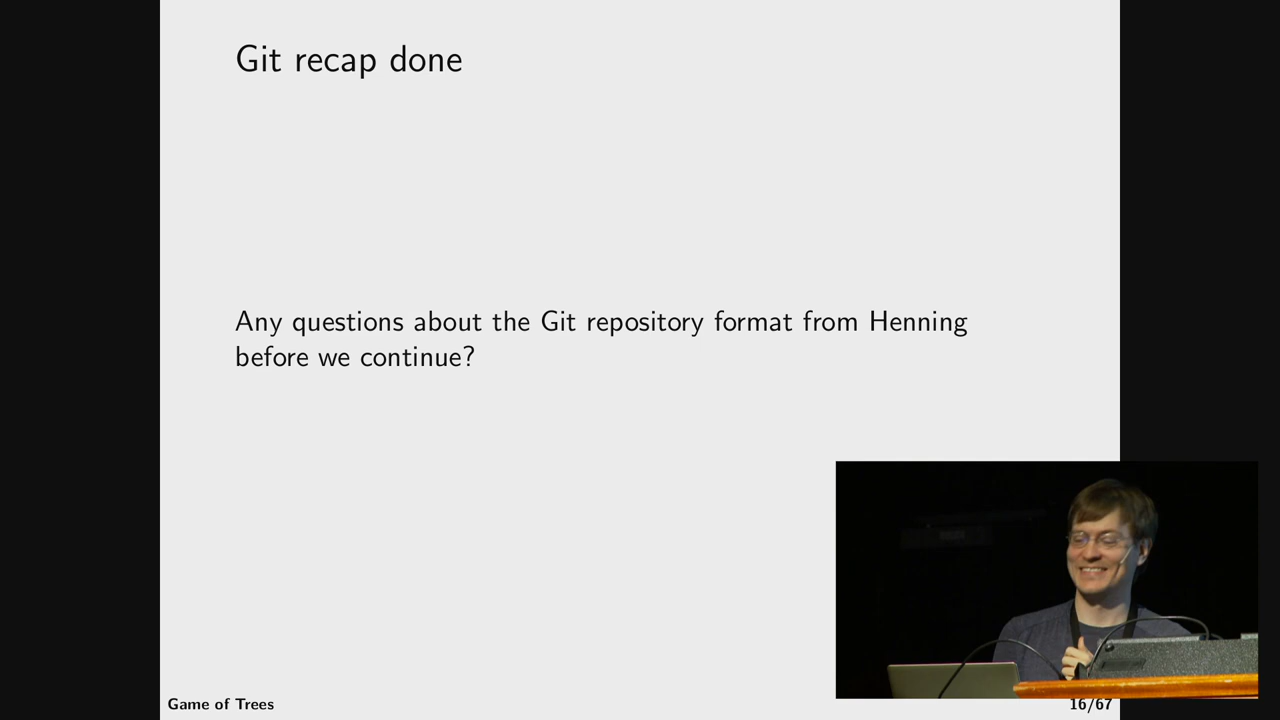 Git recap done
Any questions about the Git repository format from Henning
before we continue?
Game of Trees
16/67